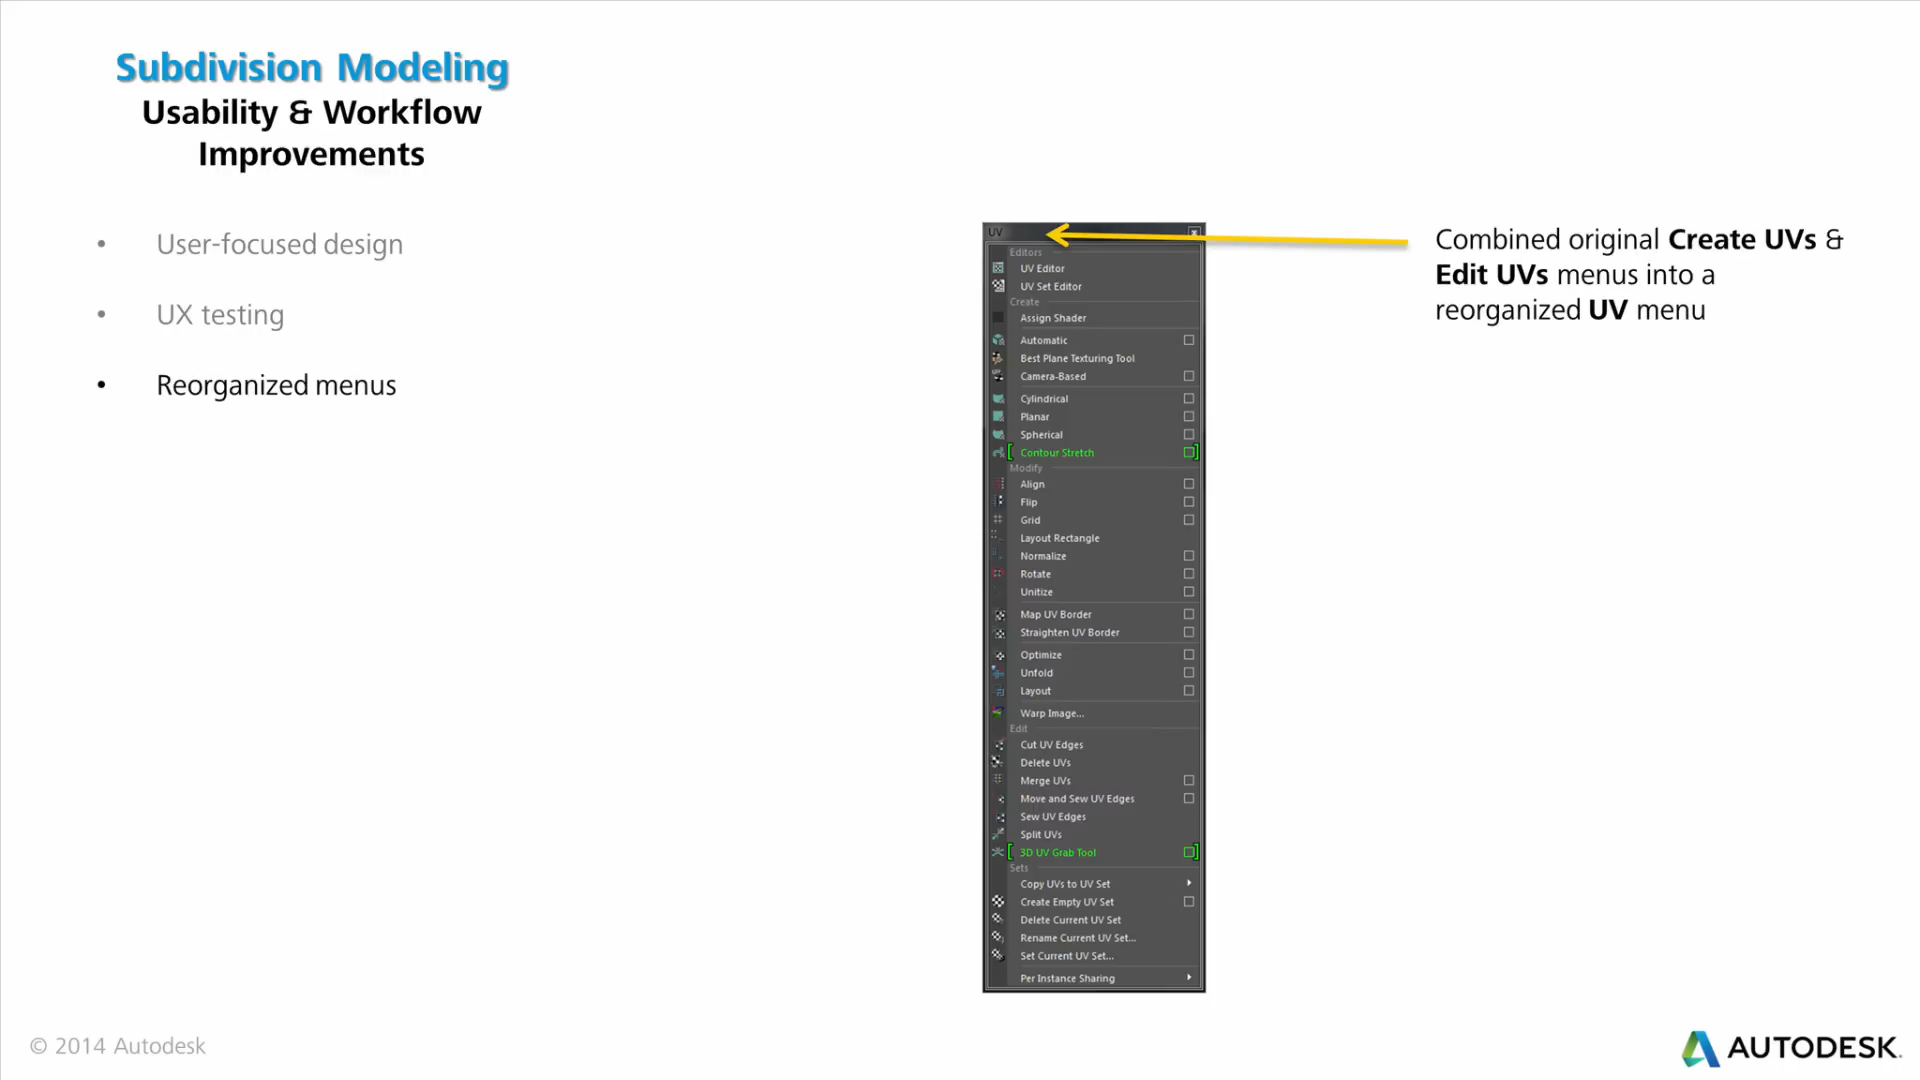 Subdivision Modeling
Usability & Workflow
Improvements
• User-focused design
• UX testing
• Reorganized menus
UV
Editors
UV Editor
UV Set Editor
Create
Assign Shader
Automatic
Best Plane Texturing Tool
Camera-Based
Cylindrical
Planar
Spherical
Contour Stretch
Modify
Align
Flip
Grid
Layout Rectangle
Normalize
Rotate
Unitize
Map UV Border
Straighten UV Border
Optimize
Unfold
Layout
Warp Image...
Edit
Cut UV Edges
Delete UVs
Merge UVs
Move and Sew UV Edges
Sew UV Edges
Split UVs
3D UV Grab Tool
Sets
Copy UVs to UV Set
Create Empty UV Set
Delete Current UV Set
Rename Current UV Set...
Set Current UV Set...
Per Instance Sharing
Combined original Create UVs &
Edit UVs menus into a
reorganized UV menu
© 2014 Autodesk
AUTODESK.